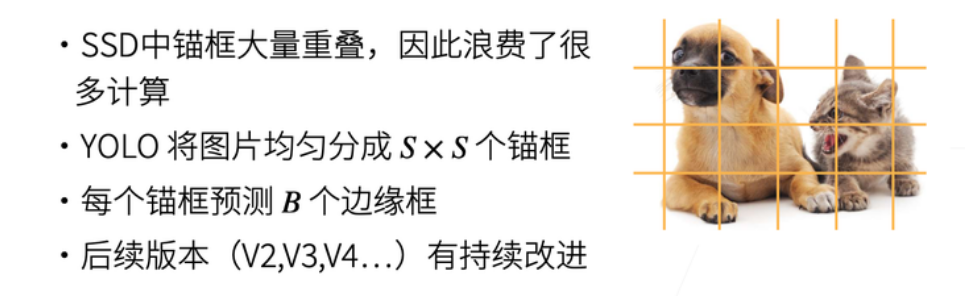 • SSD中锚框大量重叠，因此浪费了很
多计算
• YOLO 将图片均匀分成 S × S 个锚框
• 每个锚框预测 B 个边缘框
• 后续版本（V2,V3,V4…）有持续改进